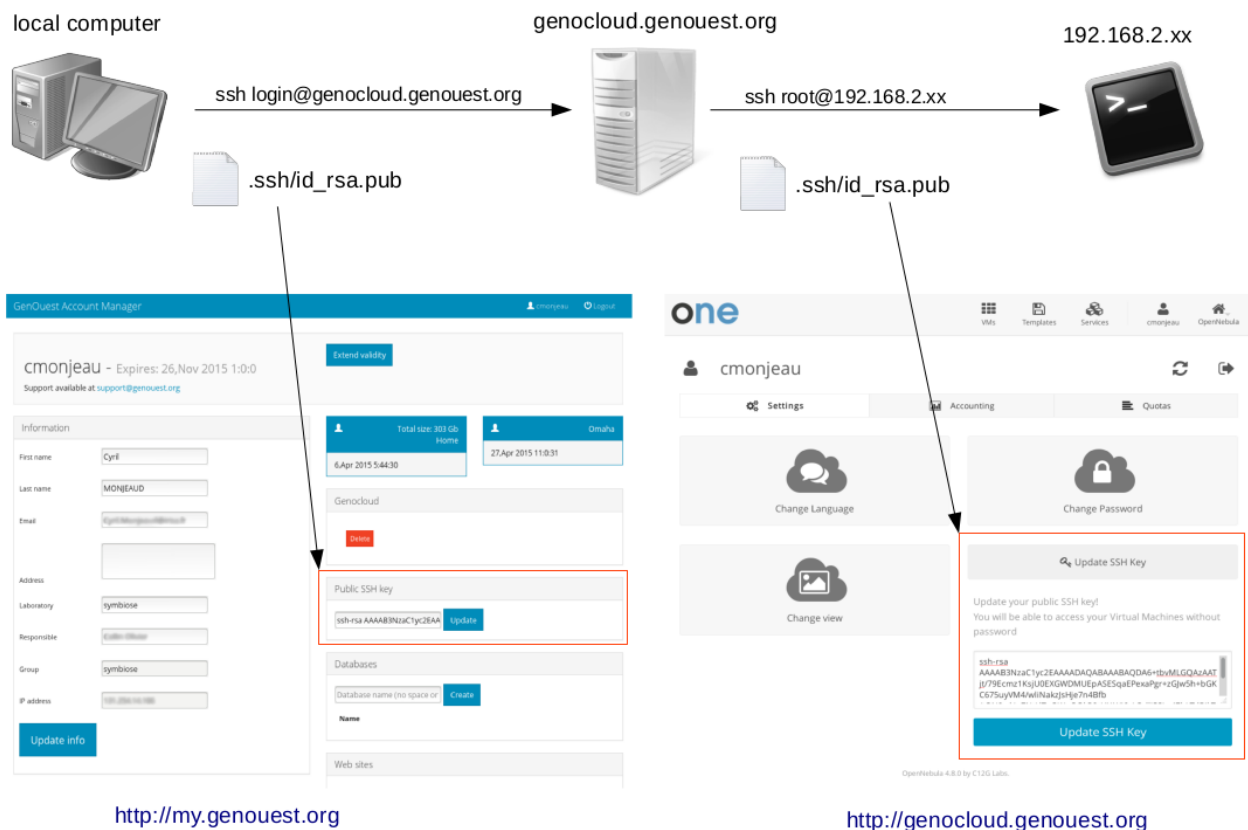 local computer
genocloud.genouest.org
192.168.2.xx
ssh login@genocloud.genouest.org
ssh root@192.168.2.xx
>_
.ssh/id_rsa.pub
.ssh/id_rsa.pub
GenOuest Account Manager
cmonjeau
Logout
cmonjeau - Expires: 26,Nov 2015 1:0:0
Support available at support@genouest.org
Extend validity
Information
First name
Cyril
Last name
MONJEAUD
Email
Address
Laboratory
symbiose
Responsible
Group
symbiose
IP address
Update info
Total size: 303 Gb
Home
6,Apr 2015 5:44:30
Omaha
27,Apr 2015 11:0:31
Genocloud
Delete
Public SSH key
ssh-rsa AAAAB3NzaC1yc2EAA
Update
Databases
Database name (no space or
Create
Name
Web sites
http://my.genouest.org
one
VMs
Templates
Services
cmonjeau
OpenNebula
cmonjeau
Settings
Accounting
Quotas
Change Language
Change Password
Change view
Update SSH Key
Update your public SSH key!
You will be able to access your Virtual Machines without
password
ssh-rsa
Update SSH Key
OpenNebula 4.8.0 by C12G Labs.
http://genocloud.genouest.org